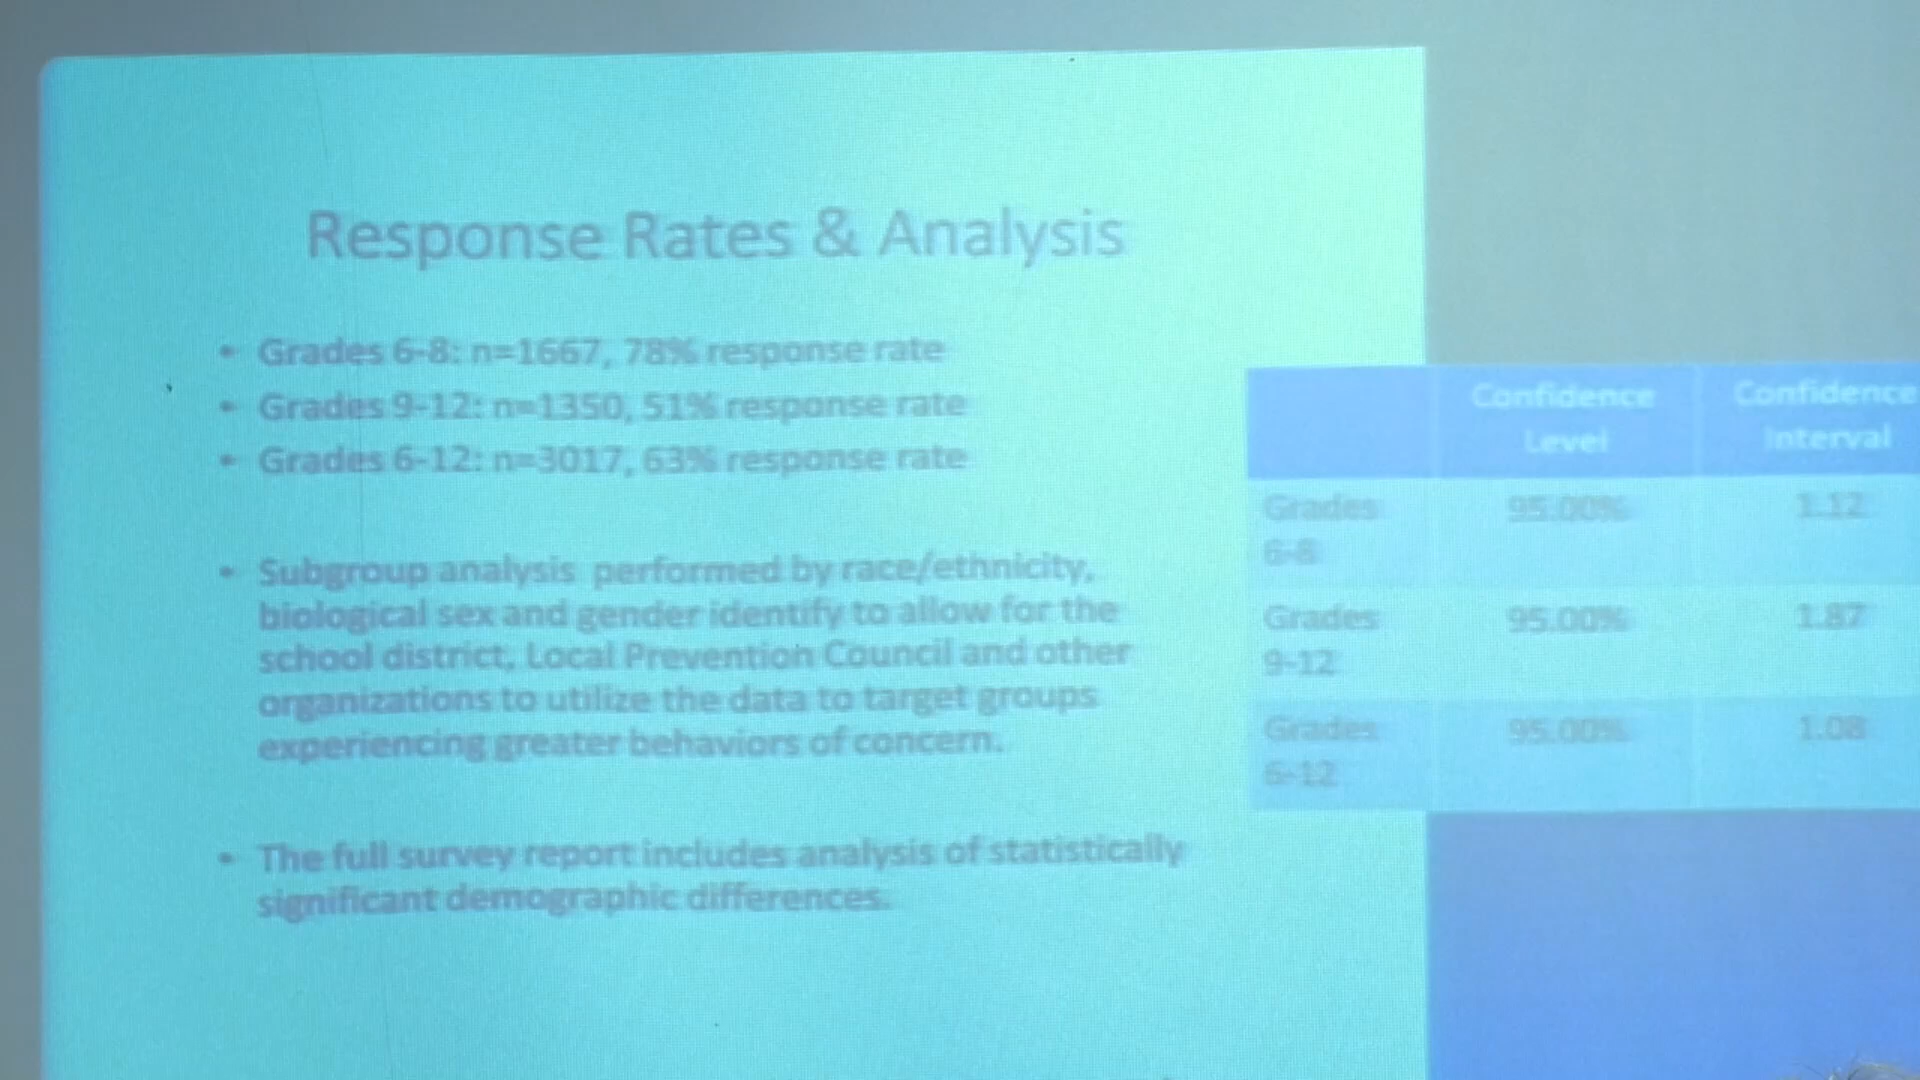 Response Rates & Analysis
• Grades 6-8: n=1667, 78% response rate
• Grades 9-12: n=1350, 51% response rate
• Grades 6-12: n=3017, 63% response rate
• Subgroup analysis performed by race/ethnicity,
biological sex and gender identify to allow for the
school district, Local Prevention Council and other
organizations to utilize the data to target groups
experiencing greater behaviors of concern.
• The full survey report includes analysis of statistically
significant demographic differences.
Confidence Level Confidence Interval
Grades 6-8 95.00% 1.12
Grades 9-12 95.00% 1.87
Grades 6-12 95.00% 1.08